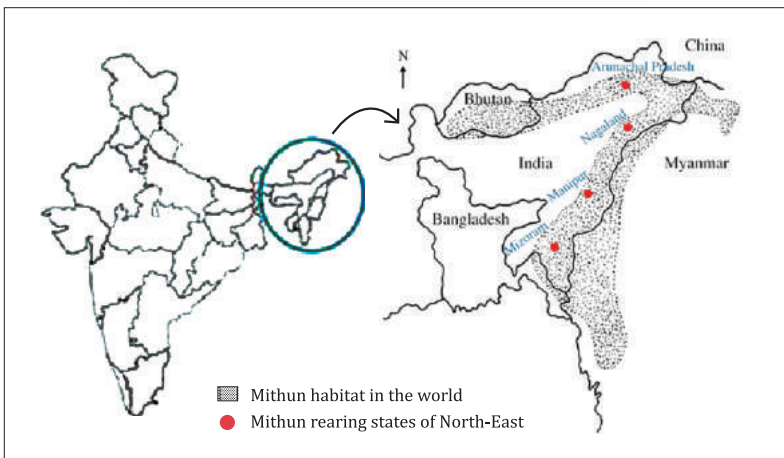 N
China
Arunachal Pradesh
Bhutan
Nagaland
India
Myanmar
Manipur
Bangladesh
Mizoram
Mithun habitat in the world
Mithun rearing states of North-East